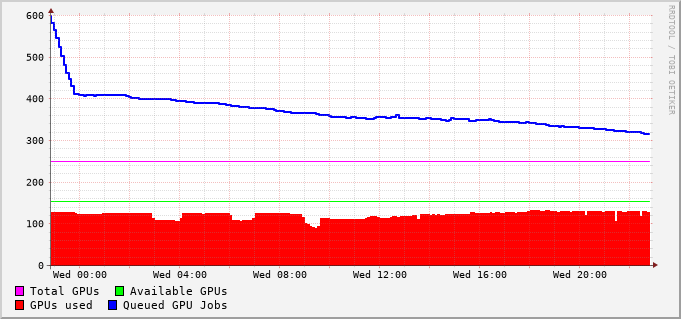 RRDTOOL / TOBI OETIKER
600
500
400
300
200
100
0
Wed 00:00 Wed 04:00 Wed 08:00 Wed 12:00 Wed 16:00 Wed 20:00
Total GPUs Available GPUs
GPUs used Queued GPU Jobs